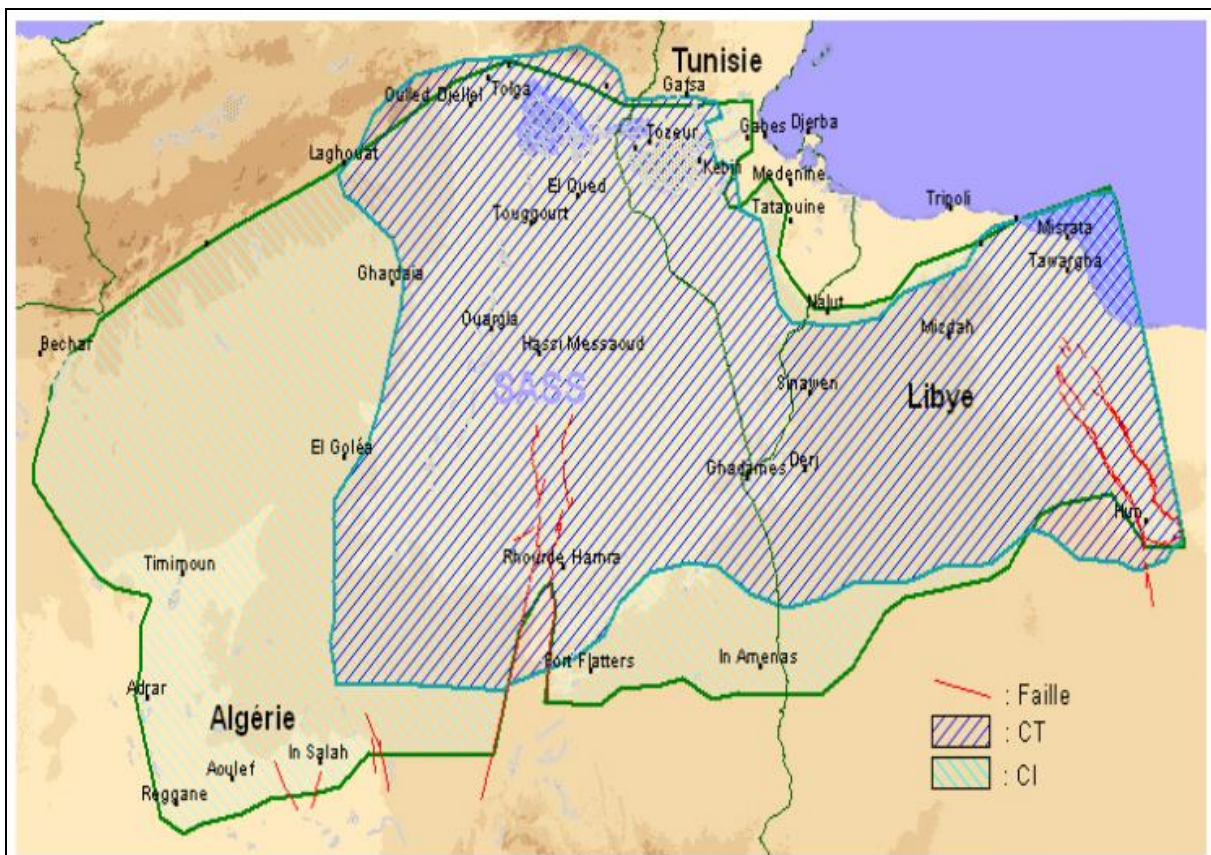 Tunisie
Gafsa
Tolga
Ouled Djellel
Gabes
Djerba
Tozeur
Laghouat
Kebili
Medenine
El Oued
Tripoli
Touggourt
Tataouine
Misrata
Tawargha
Ghardaia
Nalut
Ouargla
Mizdah
Bechar
Hassi Messaoud
SASS
Sinawen
Libye
El Goléa
Ghadames
Derj
Hun
Timimoun
Rhourde Hamra
Fort Flatters
In Amenas
Adrar
Algérie
: Faille
: CT
In Salah
Aoulef
: CI
Reggane